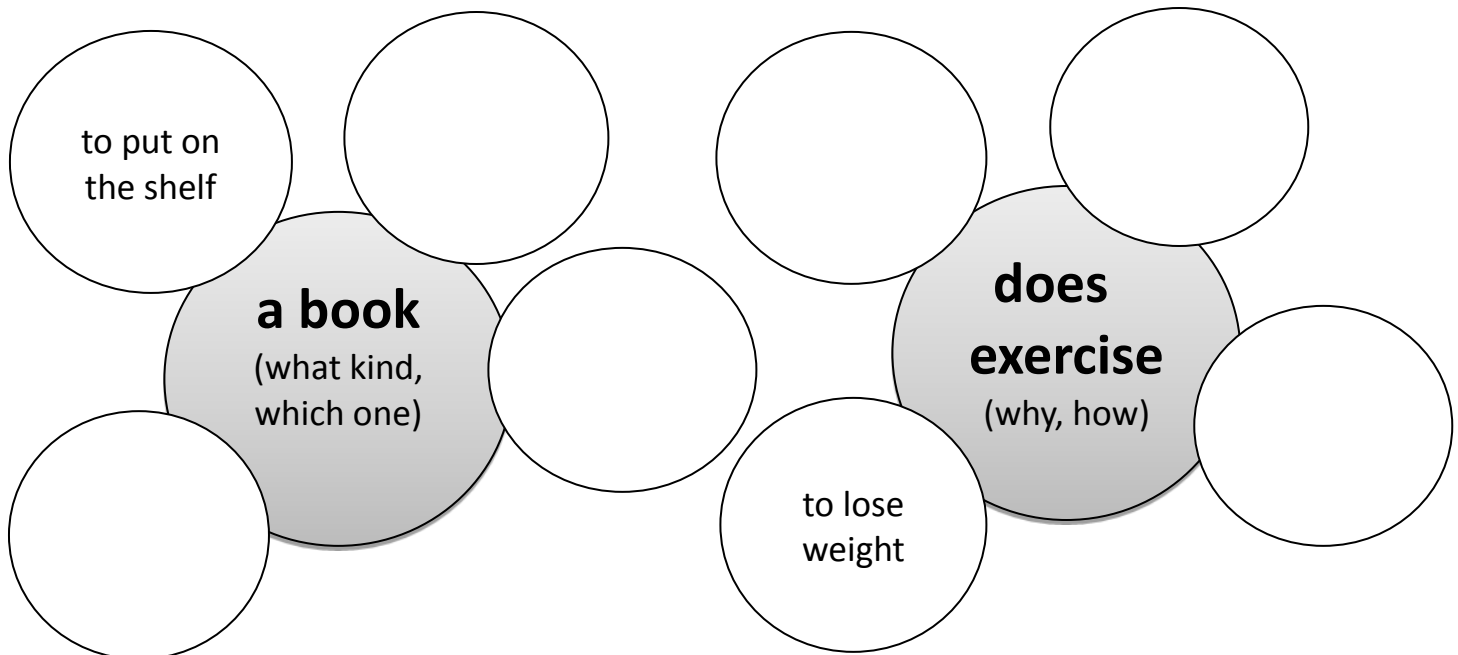 to put on
the shelf
a book
(what kind,
which one)
does
exercise
(why, how)
to lose
weight